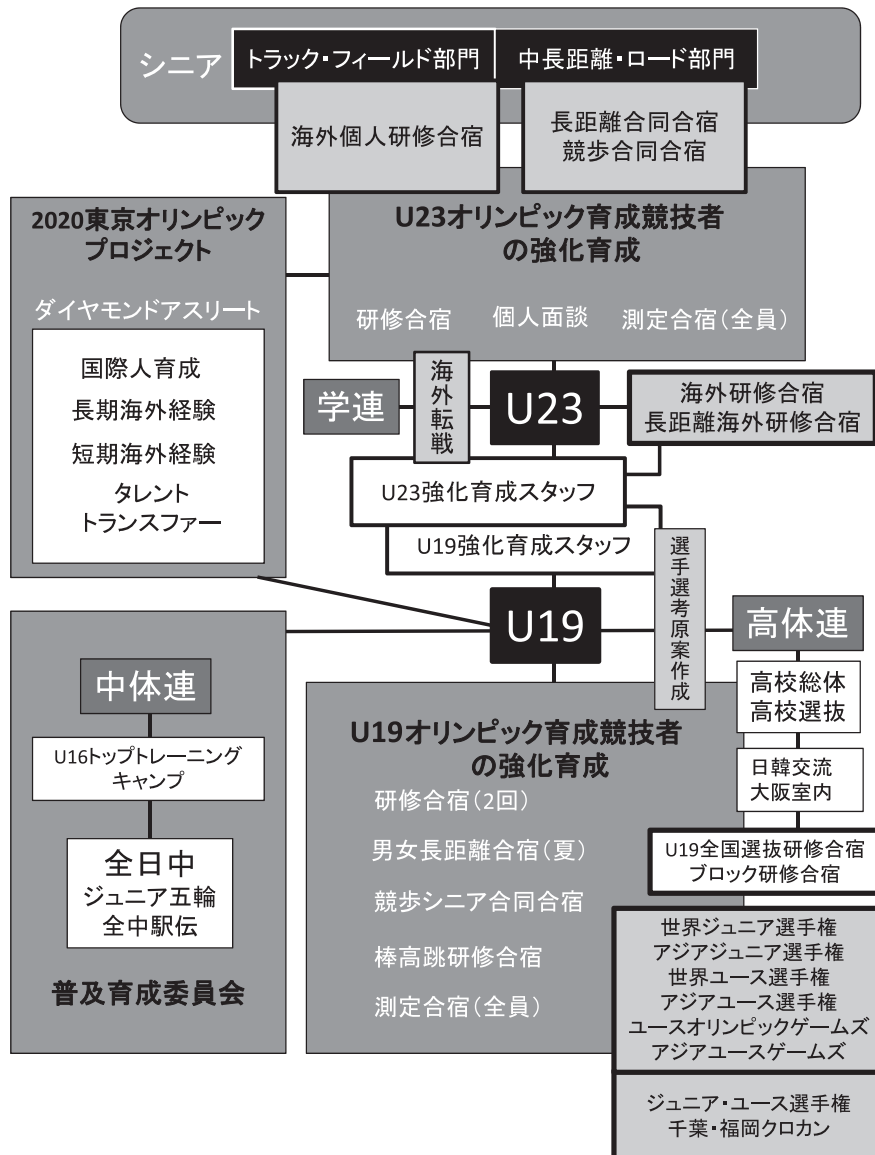 シニア
トラック・フィールド部門
中長距離・ロード部門
海外個人研修合宿
長距離合同合宿
競歩合同合宿
2020東京オリンピック
プロジェクト
ダイヤモンドアスリート
国際人育成
長期海外経験
短期海外経験
タレント
トランスファー
U23オリンピック育成競技者
の強化育成
研修合宿
個人面談
測定合宿(全員)
学連
海外転戦
U23
海外研修合宿
長距離海外研修合宿
U23強化育成スタッフ
U19強化育成スタッフ
選手選考原案作成
U19
高体連
高校総体
高校選抜
日韓交流
大阪室内
U19全国選抜研修合宿
ブロック研修合宿
中体連
U16トップトレーニング
キャンプ
全日中
ジュニア五輪
全中駅伝
普及育成委員会
U19オリンピック育成競技者
の強化育成
研修合宿(2回)
男女長距離合宿(夏)
競歩シニア合同合宿
棒高跳研修合宿
測定合宿(全員)
世界ジュニア選手権
アジアジュニア選手権
世界ユース選手権
アジアユース選手権
ユースオリンピックゲームズ
アジアユースゲームズ
ジュニア・ユース選手権
千葉・福岡クロカン